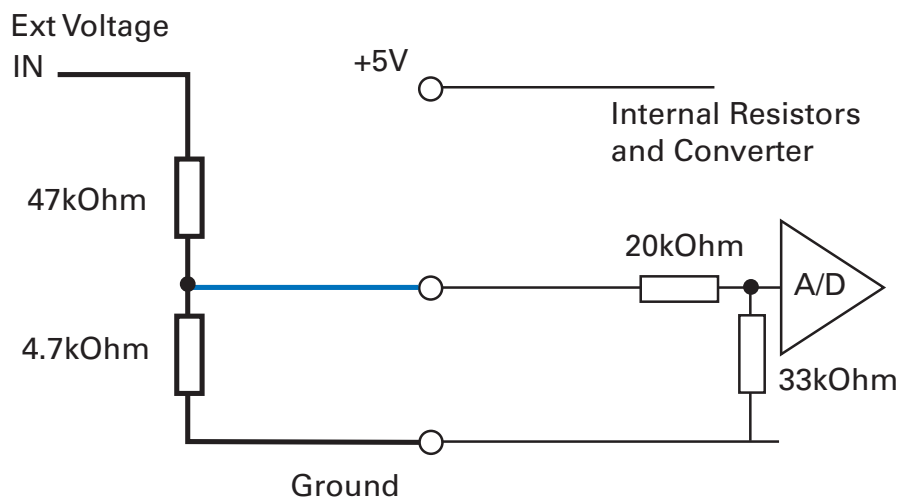 Ext Voltage
IN
+5V
Internal Resistors
and Converter
47kOhm
20kOhm
A/D
4.7kOhm
33kOhm
Ground